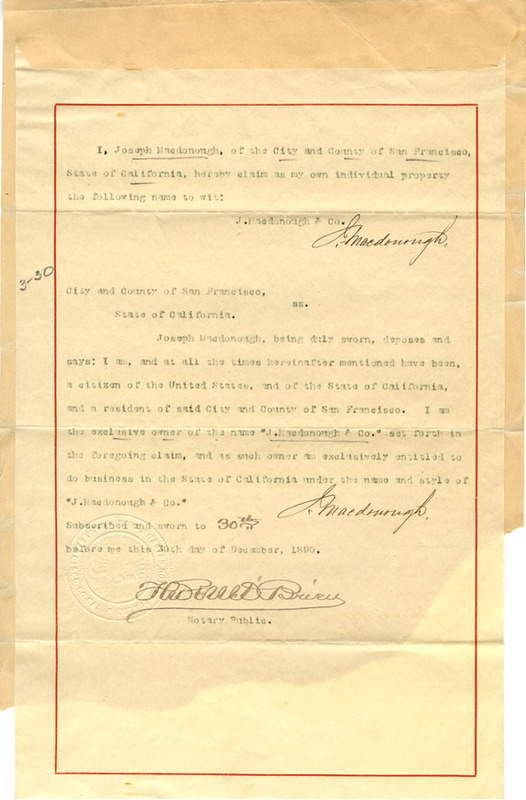 I, Joseph Macdonough, of the City and County of San Francisco,
State of California, hereby claim as my own individual property
the following name to wit:
J.Macdonough & Co.
J. Macdonough.
3-30
City and County of San Francisco,
ss.
State of California.
Joseph Macdonough, being duly sworn, deposes and
says: I am, and at all the times hereinafter mentioned have been,
a citizen of the United States, and of the State of California,
and a resident of said City and County of San Francisco. I am
the exclusive owner of the name "J.Macdonough & Co." set forth in
the foregoing claim, and as such owner am exclusively entitled to
do business in the State of California under the name and style of
"J.Macdonough & Co."
J. Macdonough.
Subscribed and sworn to 30th
before me this 30th day of December, 1890.
O'Brien
Notary Public.